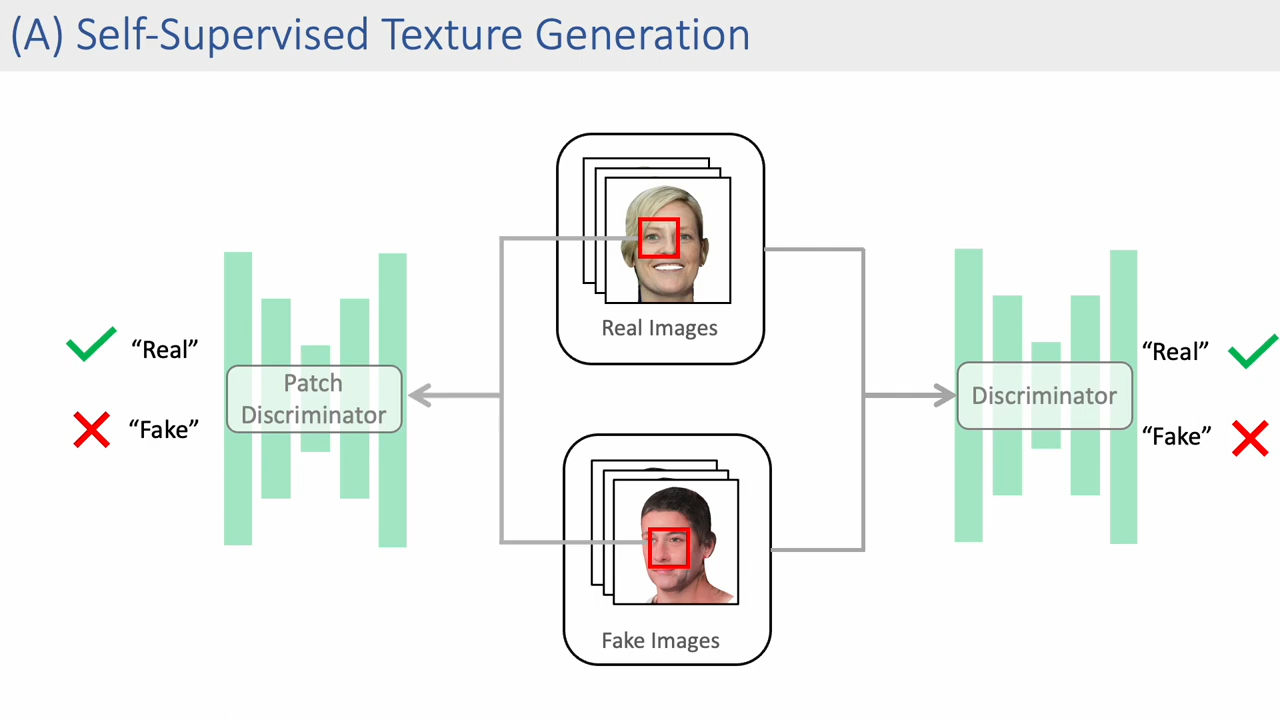 (A) Self-Supervised Texture Generation
Real Images
“Real”
“Fake”
Patch
Discriminator
Discriminator
“Real”
“Fake”
Fake Images